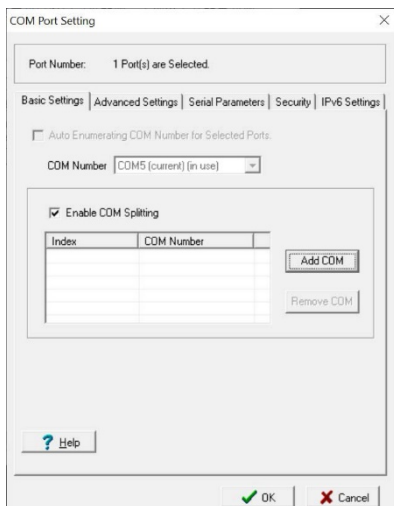 COM Port Setting
Port Number: 1 Port(s) are Selected.
Basic Settings Advanced Settings Serial Parameters Security IPv6 Settings
Auto Enumerating COM Number for Selected Ports.
COM Number COM5 (current) (in use)
Enable COM Splitting
Index COM Number
Add COM
Remove COM
? Help
OK Cancel